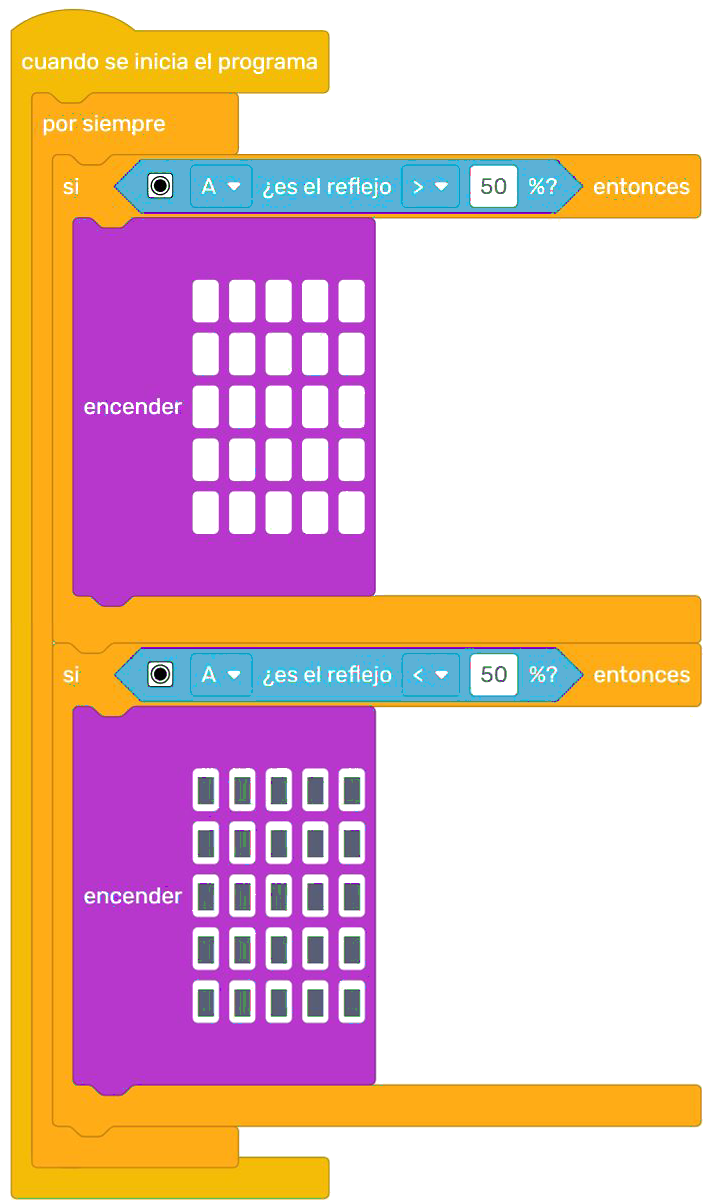 cuando se inicia el programa
por siempre
si A ¿es el reflejo > 50 %? entonces
encender
si A ¿es el reflejo < 50 %? entonces
encender